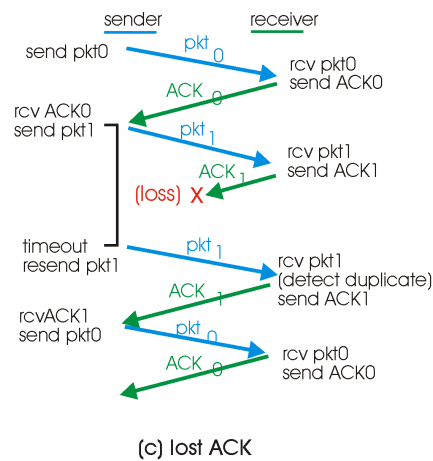 sender receiver
send pkt0
pkt 0
rcv pkt0
send ACK0
ACK 0
rcv ACK0
send pkt1
pkt 1
rcv pkt1
send ACK1
ACK 1
(loss) X
timeout
resend pkt1
pkt 1
rcv pkt1
(detect duplicate)
send ACK1
ACK 1
rcvACK1
send pkt0
pkt 0
rcv pkt0
send ACK0
ACK 0
(c) lost ACK